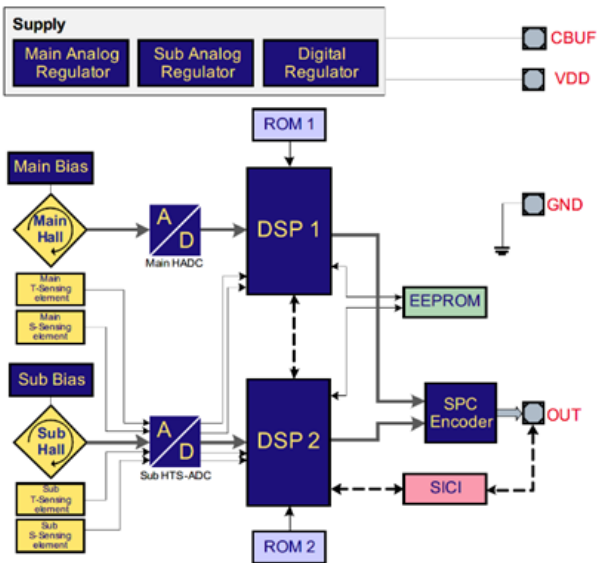 Supply
Main Analog
Regulator
Sub Analog
Regulator
Digital
Regulator
CBUF
VDD
ROM 1
Main Bias
Main
Hall
A
D
Main HADC
DSP 1
GND
Main
T-Sensing
element
Main
S-Sensing
element
EEPROM
Sub Bias
Sub
Hall
A
D
Sub HTS-ADC
DSP 2
SPC
Encoder
OUT
Sub
T-Sensing
element
Sub
S-Sensing
element
SICI
ROM 2